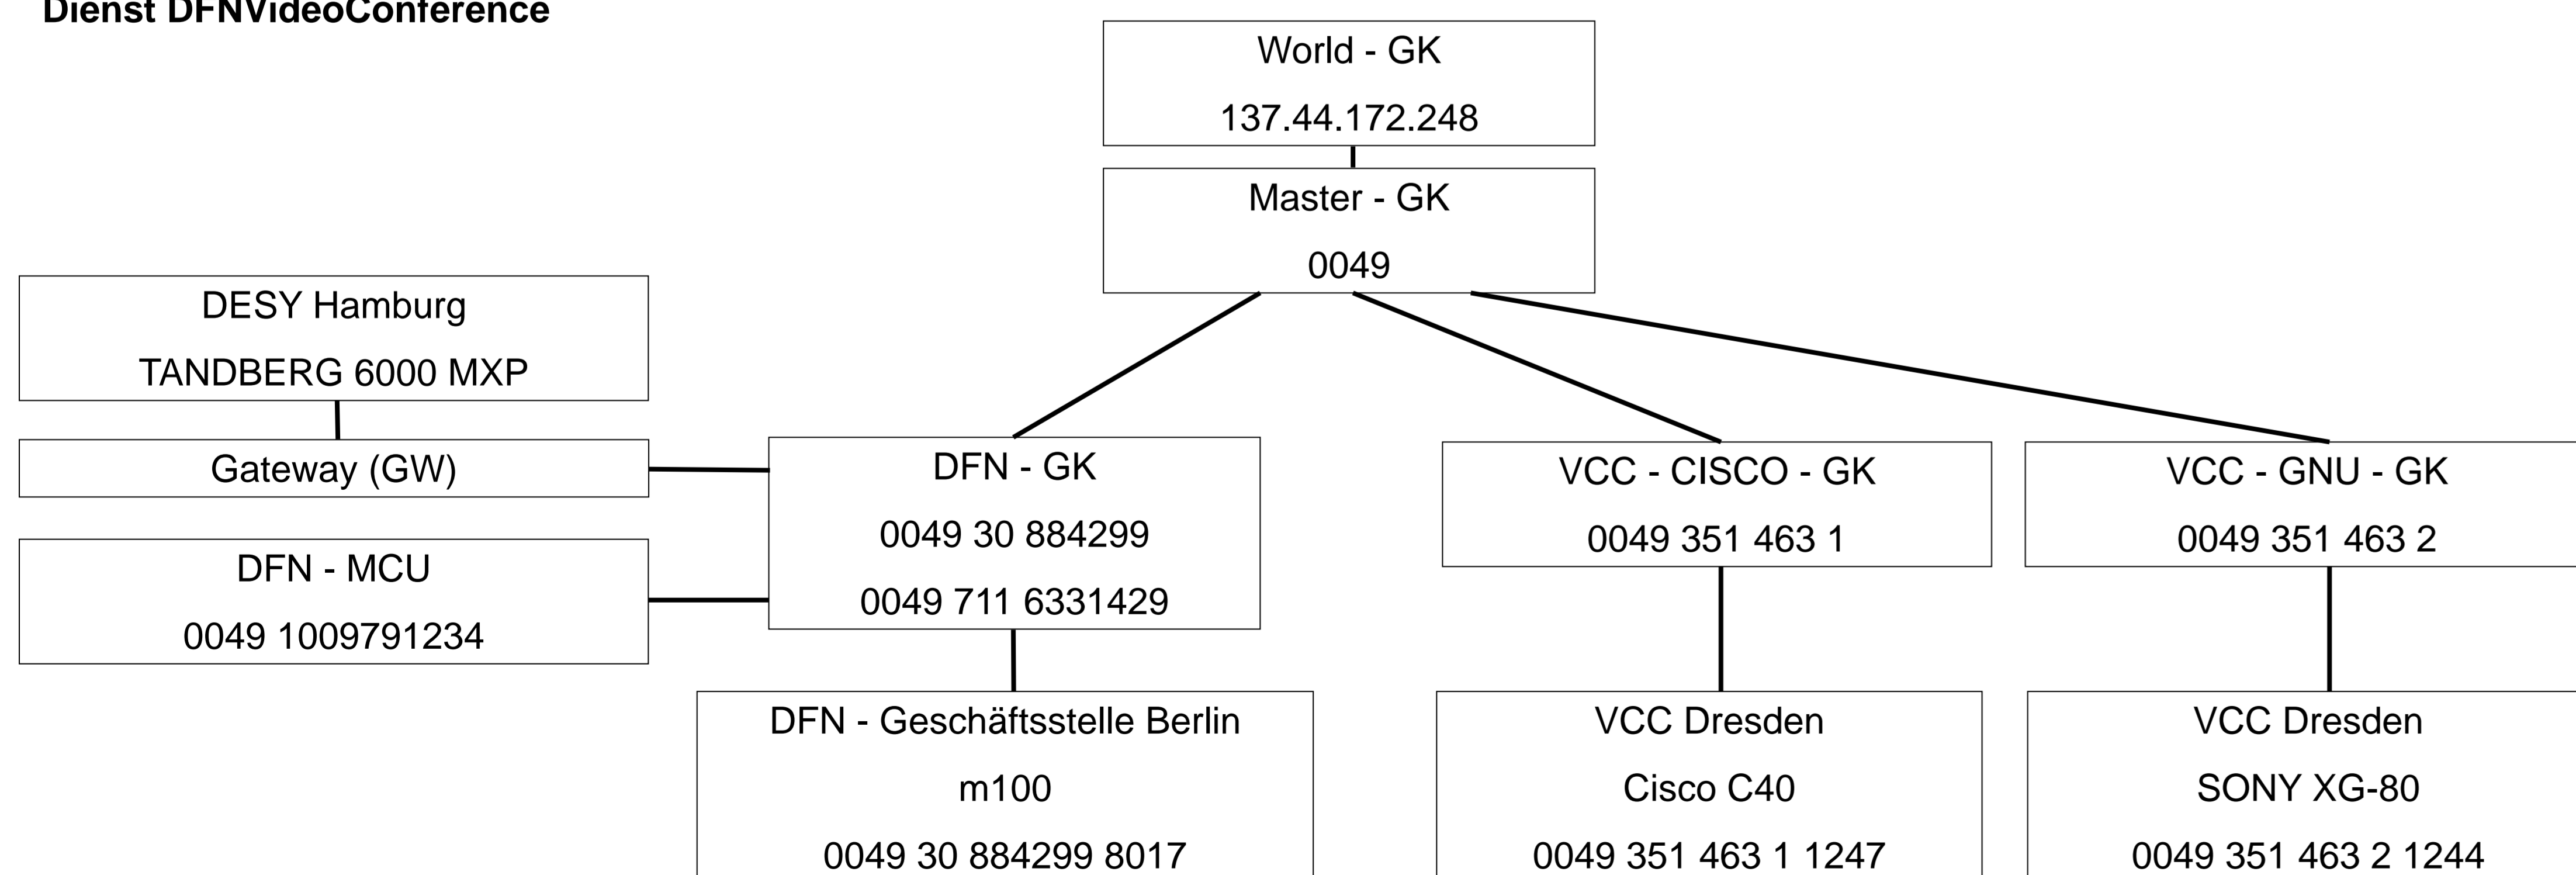 Dienst DFNVideoConference
World - GK
137.44.172.248
Master - GK
0049
DESY Hamburg
TANDBERG 6000 MXP
Gateway (GW)
DFN - MCU
0049 1009791234
DFN - GK
0049 30 884299
0049 711 6331429
VCC - CISCO - GK
0049 351 463 1
VCC - GNU - GK
0049 351 463 2
DFN - Geschäftsstelle Berlin
m100
0049 30 884299 8017
VCC Dresden
Cisco C40
0049 351 463 1 1247
VCC Dresden
SONY XG-80
0049 351 463 2 1244